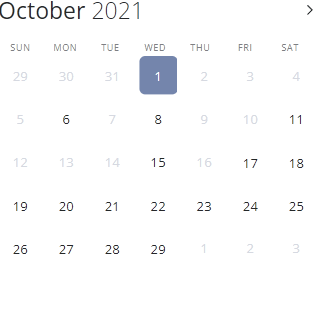 October 2021 >
SUN MON TUE WED THU FRI SAT
29 30 31 1 2 3 4
5 6 7 8 9 10 11
12 13 14 15 16 17 18
19 20 21 22 23 24 25
26 27 28 29 1 2 3